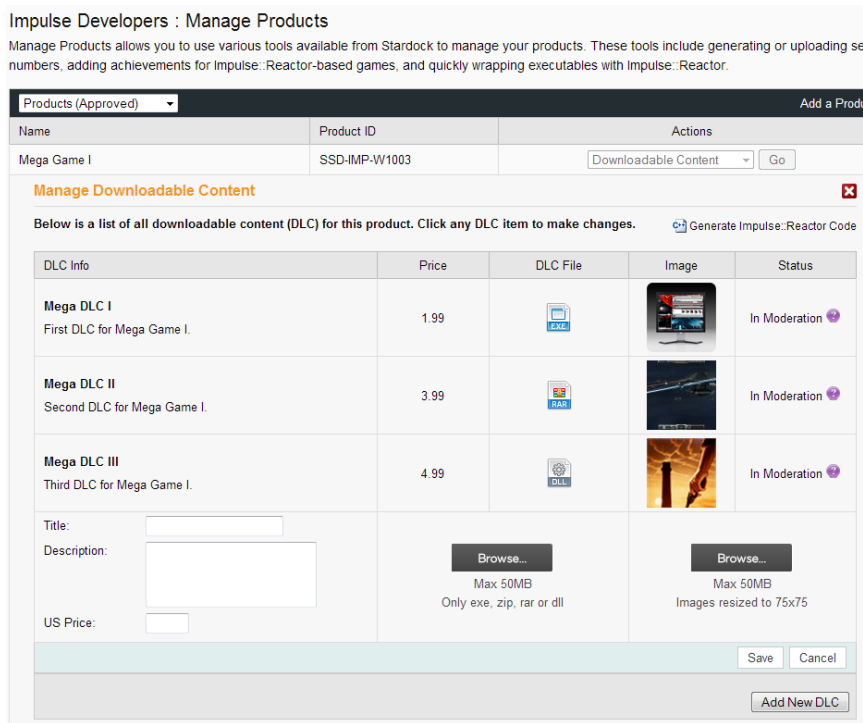 Impulse Developers : Manage Products
Manage Products allows you to use various tools available from Stardock to manage your products. These tools include generating or uploading se
numbers, adding achievements for Impulse::Reactor-based games, and quickly wrapping executables with Impulse::Reactor.
Products (Approved) Add a Produ
Name Product ID Actions
Mega Game I SSD-IMP-W1003 Downloadable Content Go
Manage Downloadable Content
Below is a list of all downloadable content (DLC) for this product. Click any DLC item to make changes. C++ Generate Impulse::Reactor Code
DLC Info Price DLC File Image Status
Mega DLC I
First DLC for Mega Game I.
1.99 EXE In Moderation ?
Mega DLC II
Second DLC for Mega Game I.
3.99 RAR In Moderation ?
Mega DLC III
Third DLC for Mega Game I.
4.99 DLL In Moderation ?
Title:
Description:
US Price:
Browse...
Max 50MB
Only exe, zip, rar or dll
Browse...
Max 50MB
Images resized to 75x75
Save Cancel
Add New DLC